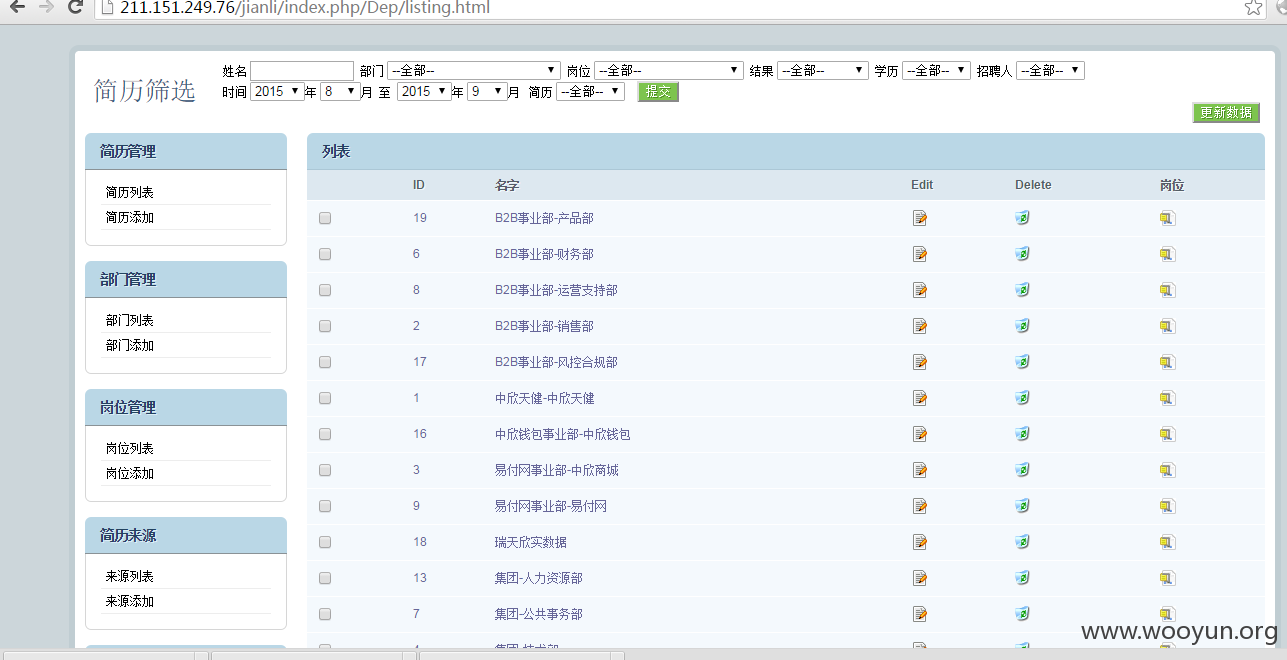 211.151.249.76/jianli/index.php/Dep/listing.html
简历筛选
姓名 部门 --全部-- 岗位 --全部-- 结果 --全部-- 学历 --全部-- 招聘人 --全部--
时间 2015 年 8 月 至 2015 年 9 月 简历 --全部-- 提交
更新数据
简历管理
简历列表
简历添加
部门管理
部门列表
部门添加
岗位管理
岗位列表
岗位添加
简历来源
来源列表
来源添加
列表
ID 名字 Edit Delete 岗位
19 B2B事业部-产品部
6 B2B事业部-财务部
8 B2B事业部-运营支持部
2 B2B事业部-销售部
17 B2B事业部-风控合规部
1 中欣天健-中欣天健
16 中欣钱包事业部-中欣钱包
3 易付网事业部-中欣商城
9 易付网事业部-易付网
18 瑞天欣实数据
13 集团-人力资源部
7 集团-公共事务部
www.wooyun.org